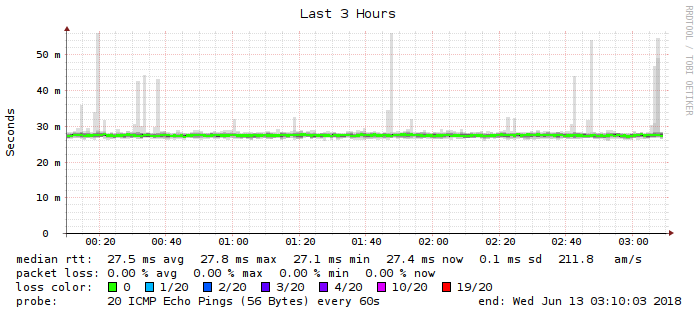 Last 3 Hours
RRDTOOL / TOBI OETIKER
Seconds
50 m
40 m
30 m
20 m
10 m
0
00:20 00:40 01:00 01:20 01:40 02:00 02:20 02:40 03:00
median rtt: 27.5 ms avg 27.8 ms max 27.1 ms min 27.4 ms now 0.1 ms sd 211.8 am/s
packet loss: 0.00 % avg 0.00 % max 0.00 % min 0.00 % now
loss color: 0 1/20 2/20 3/20 4/20 10/20 19/20
probe: 20 ICMP Echo Pings (56 Bytes) every 60s end: Wed Jun 13 03:10:03 2018